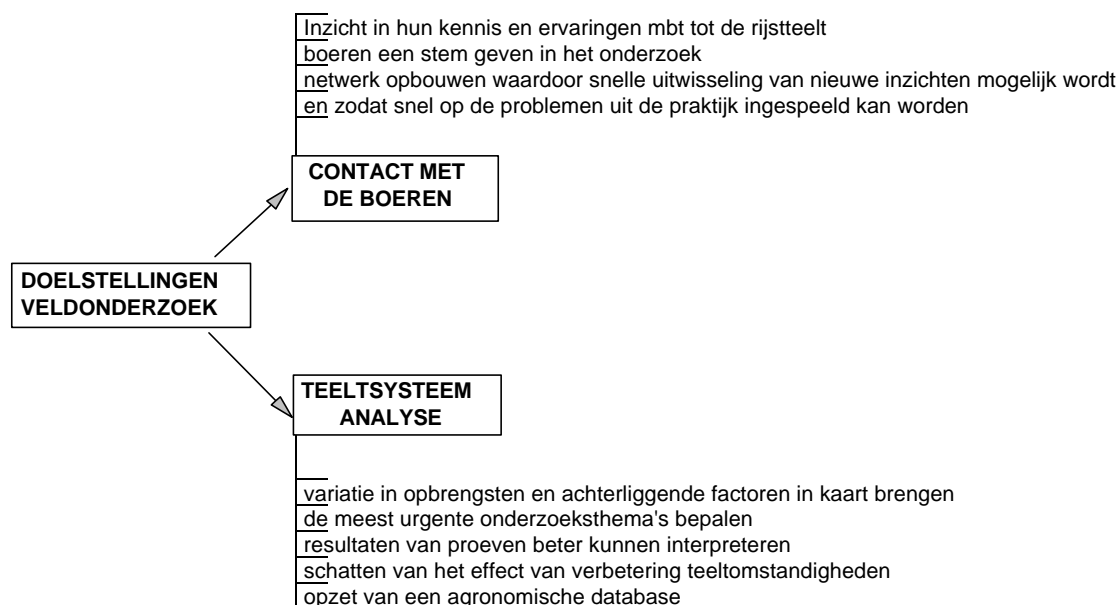 Inzicht in hun kennis en ervaringen mbt tot de rijstteelt
boeren een stem geven in het onderzoek
netwerk opbouwen waardoor snelle uitwisseling van nieuwe inzichten mogelijk wordt
en zodat snel op de problemen uit de praktijk ingespeeld kan worden
CONTACT MET
DE BOEREN
DOELSTELLINGEN
VELDONDERZOEK
TEELTSYSTEEM
ANALYSE
variatie in opbrengsten en achterliggende factoren in kaart brengen
de meest urgente onderzoeksthema's bepalen
resultaten van proeven beter kunnen interpreteren
schatten van het effect van verbetering teeltomstandigheden
opzet van een agronomische database